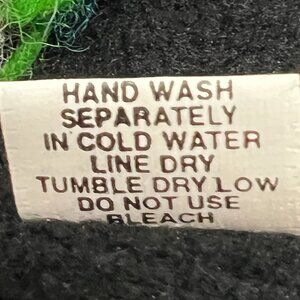 HAND WASH
SEPARATELY
IN COLD WATER
LINE DRY
TUMBLE DRY LOW
DO NOT USE
BLEACH